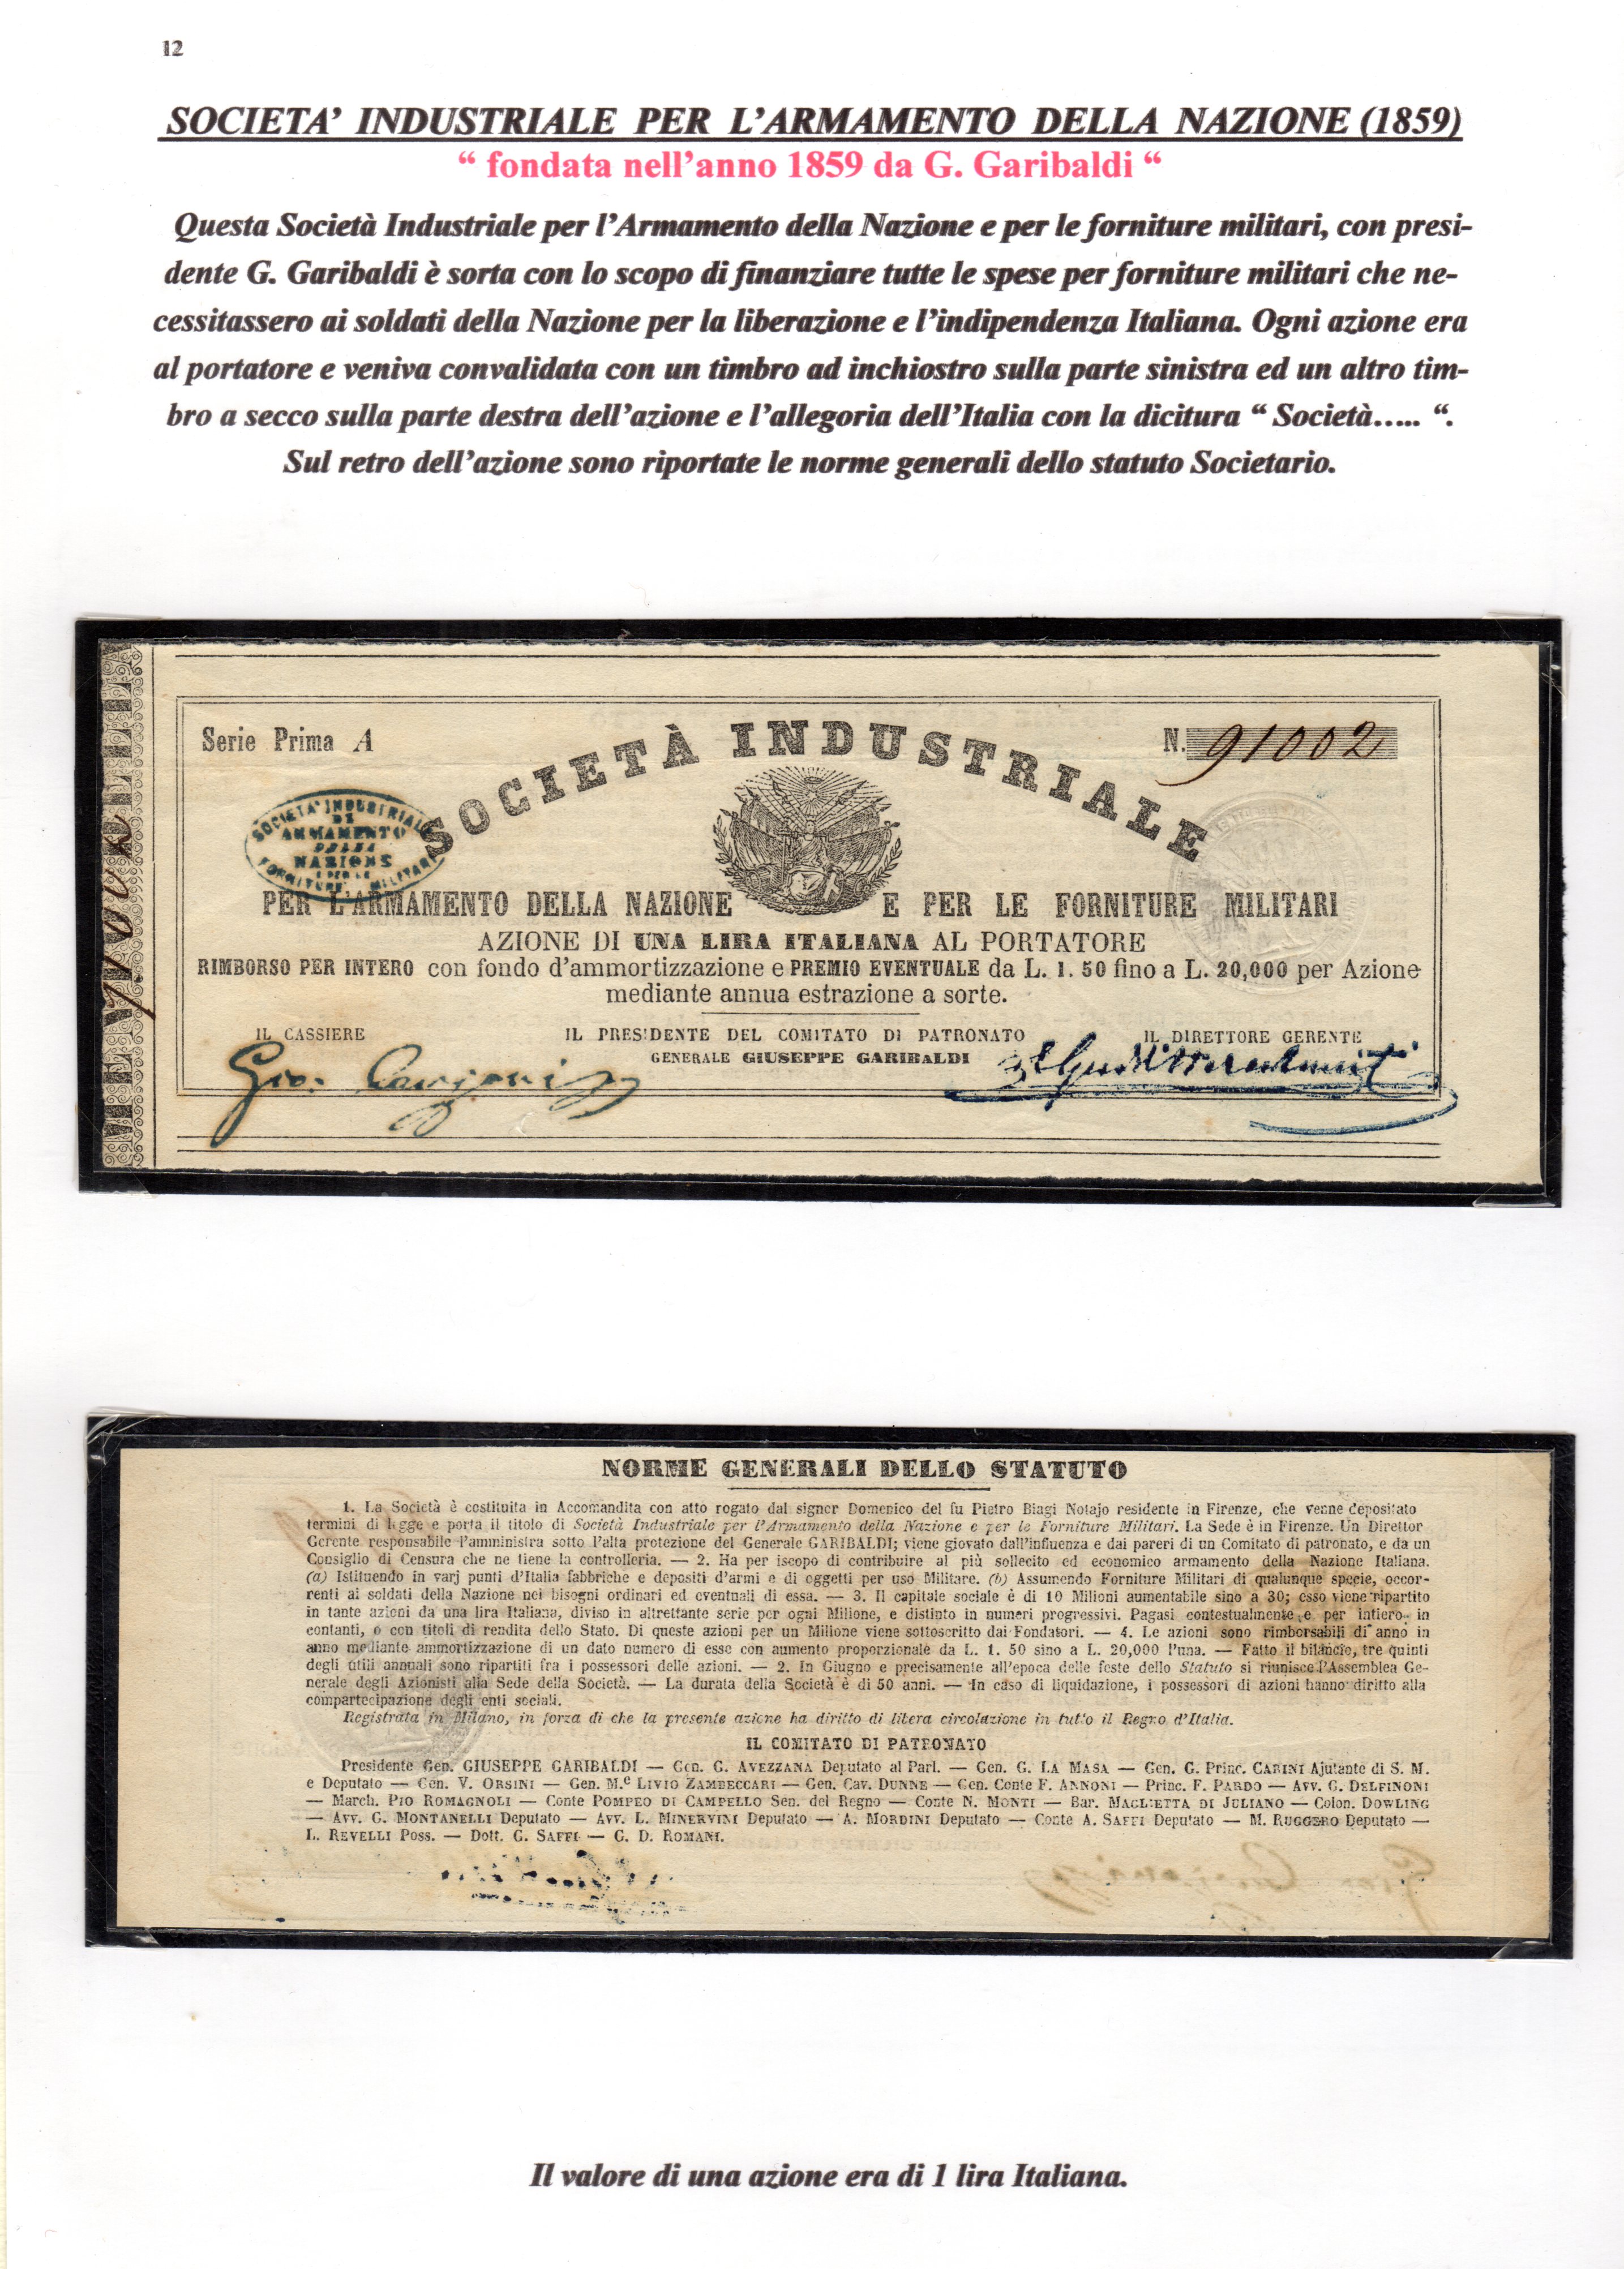 12
SOCIETA’ INDUSTRIALE PER L’ARMAMENTO DELLA NAZIONE (1859)
“ fondata nell’anno 1859 da G. Garibaldi “
Questa Società Industriale per l’Armamento della Nazione e per le forniture militari, con presi-
dente G. Garibaldi è sorta con lo scopo di finanziare tutte le spese per forniture militari che ne-
cessitassero ai soldati della Nazione per la liberazione e l’indipendenza Italiana. Ogni azione era
al portatore e veniva convalidata con un timbro ad inchiostro sulla parte sinistra ed un altro tim-
bro a secco sulla parte destra dell’azione e l’allegoria dell’Italia con la dicitura “ Società..... “.
Sul retro dell’azione sono riportate le norme generali dello statuto Societario.
Serie Prima A
SOCIETÀ INDUSTRIALE
N. 91002
SOCIETA' INDUSTRIALE
DI
ARMAMENTO
DELLA
NAZIONE
E PER LE
FORNITURE MILITARI
PER L'ARMAMENTO DELLA NAZIONE E PER LE FORNITURE MILITARI
AZIONE DI UNA LIRA ITALIANA AL PORTATORE
RIMBORSO PER INTERO con fondo d'ammortizzazione e PREMIO EVENTUALE da L. 1. 50 fino a L. 20,000 per Azione
mediante annua estrazione a sorte.
IL CASSIERE IL PRESIDENTE DEL COMITATO DI PATRONATO IL DIRETTORE GERENTE
GENERALE GIUSEPPE GARIBALDI
Gio.
NORME GENERALI DELLO STATUTO
1. La Società è costituita in Accomandita con atto rogato dal signor Domenico del fu Pietro Biagi Notajo residente in Firenze, che venne depositato
termini di legge e porta il titolo di Società Industriale per l'Armamento della Nazione e per le Forniture Militari. La Sede è in Firenze. Un Direttor
Gerente responsabile l'amministra sotto l'alta protezione del Generale GARIBALDI; viene giovato dall'influenza e dai pareri di un Comitato di patronato, e da un
Consiglio di Censura che ne tiene la controlleria. — 2. Ha per iscopo di contribuire al più sollecito ed economico armamento della Nazione Italiana.
(a) Istituendo in varj punti d'Italia fabbriche e depositi d'armi e di oggetti per uso Militare. (b) Assumendo Forniture Militari di qualunque specie, occor-
renti ai soldati della Nazione nei bisogni ordinari ed eventuali di essa. — 3. Il capitale sociale è di 10 Milioni aumentabile sino a 30; esso viene ripartito
in tante azioni da una lira Italiana, diviso in altrettante serie per ogni Milione, e distinto in numeri progressivi. Pagasi contestualmente e per intiero in
contanti, o con titoli di rendita dello Stato. Di queste azioni per un Milione viene sottoscritto dai Fondatori. — 4. Le azioni sono rimborsabili di anno in
anno mediante ammortizzazione di un dato numero di esse con aumento proporzionale da L. 1. 50 sino a L. 20,000 l'una. — Fatto il bilancie, tre quinti
degli utili annuali sono ripartiti fra i possessori delle azioni. — 2. In Giugno e precisamente all'epoca delle feste dello Statuto si riunisce l'Assemblea Ge-
nerale degli Azionisti alla Sede della Società. — La durata della Società è di 50 anni. — In caso di liquidazione, i possessori di azioni hanno diritto alla
compartecipazione degli enti sociali.
Registrata in Milano, in forza di che la presente azione ha diritto di libera circolazione in tutto il Regno d'Italia.
IL COMITATO DI PATRONATO
Presidente Gen. GIUSEPPE GARIBALDI — Gen. G. AVEZZANA Deputato al Parl. — Gen. G. LA MASA — Gen. G. Princ. CARINI Ajutante di S. M.
e Deputato — Gen. V. ORSINI — Gen. M.e LIVIO ZAMBECCARI — Gen. Cav. DUNNE — Gen. Conte F. ANNONI — Princ. F. PARDO — Avv. G. DELFINONI
— March. PIO ROMAGNOLI — Conte POMPEO DI CAMPELLO Sen. del Regno — Conte N. MONTI — Bar. MAGLIETTA DI JULIANO — Colon. DOWLING
— Avv. G. MONTANELLI Deputato — Avv. L. MINERVINI Deputato — A. MORDINI Deputato — Conte A. SAFFI Deputato — M. RUGGERO Deputato —
L. REVELLI Poss. — Dott. G. SAFFI — G. D. ROMANI.
Il valore di una azione era di 1 lira Italiana.